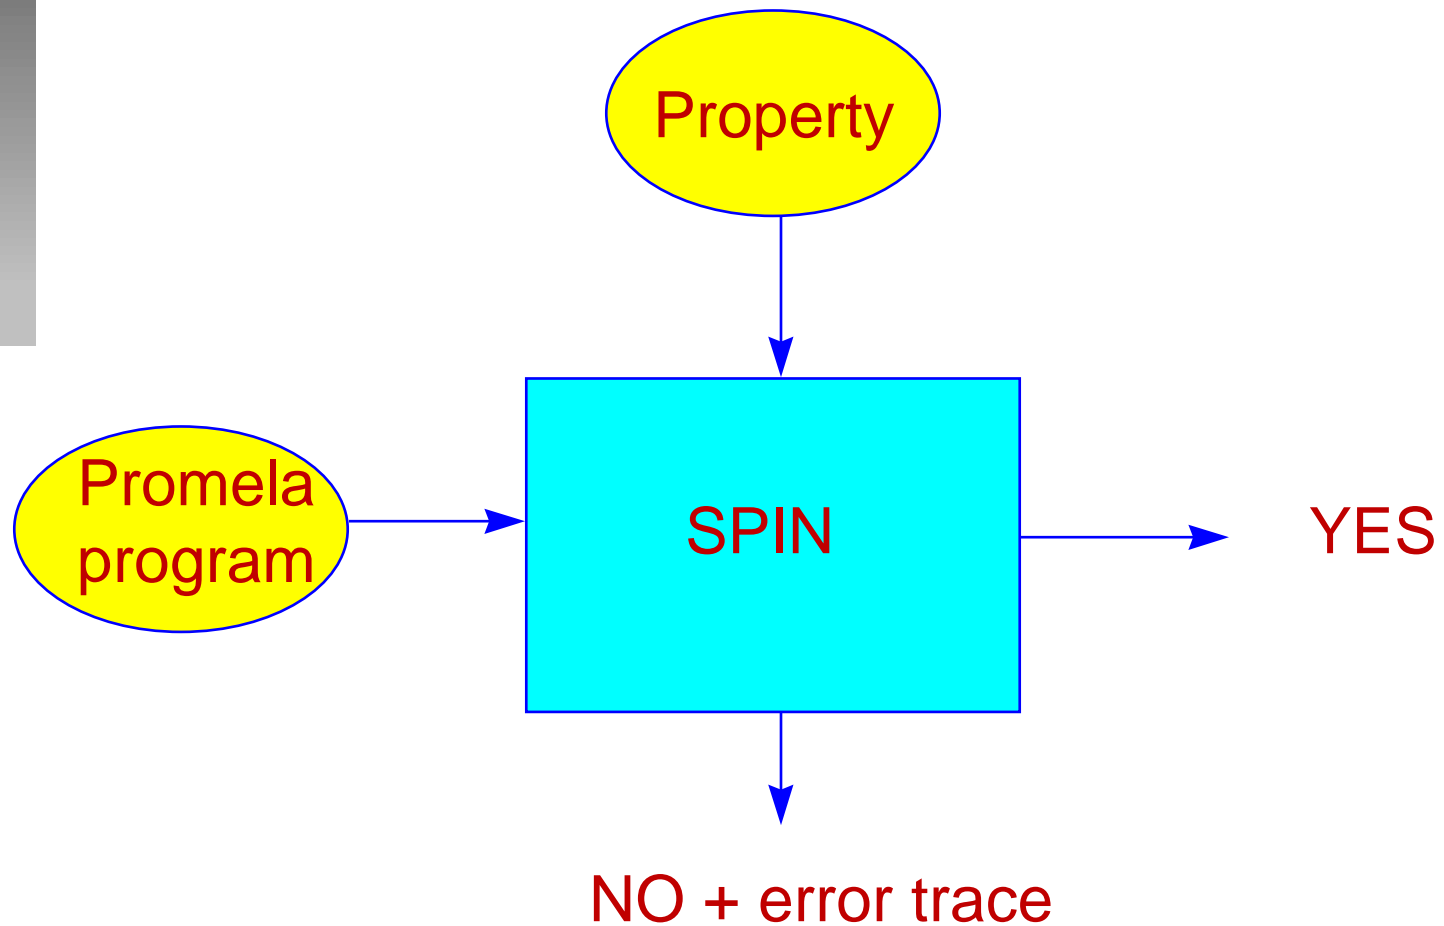 Property
Promela
program
SPIN
YES
NO + error trace